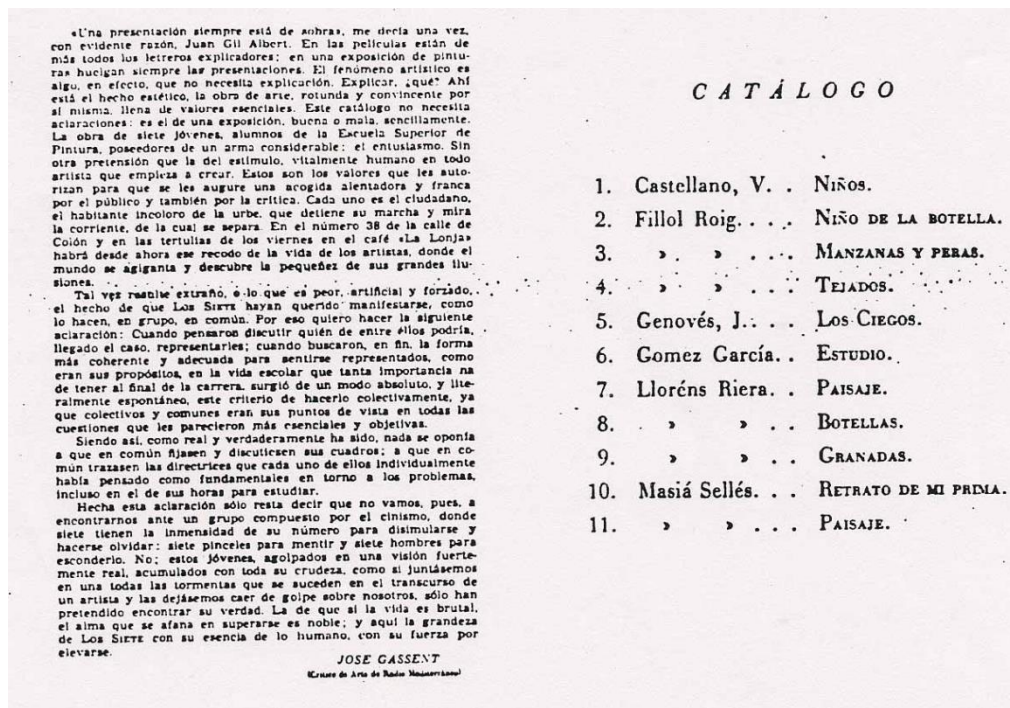 «Una presentación siempre está de sobra», me decía una vez,
con evidente razón, Juan Gil Albert. En las películas están de
más todos los letreros explicadores; en una exposición de pintu-
ras huelgan siempre las presentaciones. El fenómeno artístico es
algo, en efecto, que no necesita explicación. Explicar, ¿qué? Ahí
está el hecho estético, la obra de arte, rotunda y convincente por
sí misma, llena de valores esenciales. Este catálogo no necesita
aclaraciones: es el de una exposición, buena o mala, sencillamente.
La obra de siete jóvenes, alumnos de la Escuela Superior de
Pintura, poseedores de un arma considerable: el entusiasmo. Sin
otra pretensión que la del estímulo, vitalmente humano en todo
artista que empieza a crear. Estos son los valores que les auto-
rizan para que se les augure una acogida alentadora y franca
por el público y también por la crítica. Cada uno es el ciudadano,
el habitante incoloro de la urbe, que detiene su marcha y mira
la corriente, de la cual se separa. En el número 38 de la calle de
Colón y en las tertulias de los viernes en el café «La Lonja»
habrá desde ahora ese recodo de la vida de los artistas, donde el
mundo se agiganta y descubre la pequeñez de sus grandes ilu-
siones.
Tal vez resulte extraño, o lo que es peor, artificial y forzado,
el hecho de que Los Siete hayan querido manifestarse, como
lo hacen, en grupo, en común. Por eso quiero hacer la siguiente
aclaración: Cuando pensaron discutir quién de entre éllos podría,
llegado el caso, representarles; cuando buscaron, en fin, la forma
más coherente y adecuada para sentirse representados, como
eran sus propósitos, en la vida escolar que tanta importancia ha
de tener al final de la carrera, surgió de un modo absoluto, y lite-
ralmente espontáneo, este criterio de hacerlo colectivamente, ya
que colectivos y comunes eran sus puntos de vista en todas las
cuestiones que les parecieron más esenciales y objetivas.
Siendo así, como real y verdaderamente ha sido, nada se oponía
a que en común fijasen y discutiesen sus cuadros; a que en co-
mún trazasen las directrices que cada uno de ellos individualmente
había pensado como fundamentales en torno a los problemas,
incluso en el de sus horas para estudiar.
Hecha esta aclaración sólo resta decir que no vamos, pues, a
encontrarnos ante un grupo compuesto por el cinismo, donde
siete tienen la inmensidad de su número para disimularse y
hacerse olvidar: siete pinceles para mentir y siete hombres para
esconderlo. No; estos jóvenes, agolpados en una visión fuerte-
mente real, acumulados con toda su crudeza, como si juntásemos
en una todas las tormentas que se suceden en el transcurso de
un artista y las dejásemos caer de golpe sobre nosotros, sólo han
pretendido encontrar su verdad. La de que si la vida es brutal,
el alma que se afana en superarse es noble; y aquí la grandeza
de Los Siete con su esencia de lo humano, con su fuerza por
elevarse.
JOSE GASSENT
(Crítico de Arte de Radio Mediterráneo)
CATÁLOGO
1. Castellano, V. . Niños.
2. Fillol Roig. . . . Niño de la botella.
3. » » . . . Manzanas y peras.
4. » » . . . Tejados.
5. Genovés, J. . . . Los Ciegos.
6. Gomez García. . Estudio.
7. Lloréns Riera . . Paisaje.
8. » » . . Botellas.
9. » » . . Granadas.
10. Masiá Sellés. . . Retrato de mi prima.
11. » » . . . Paisaje.